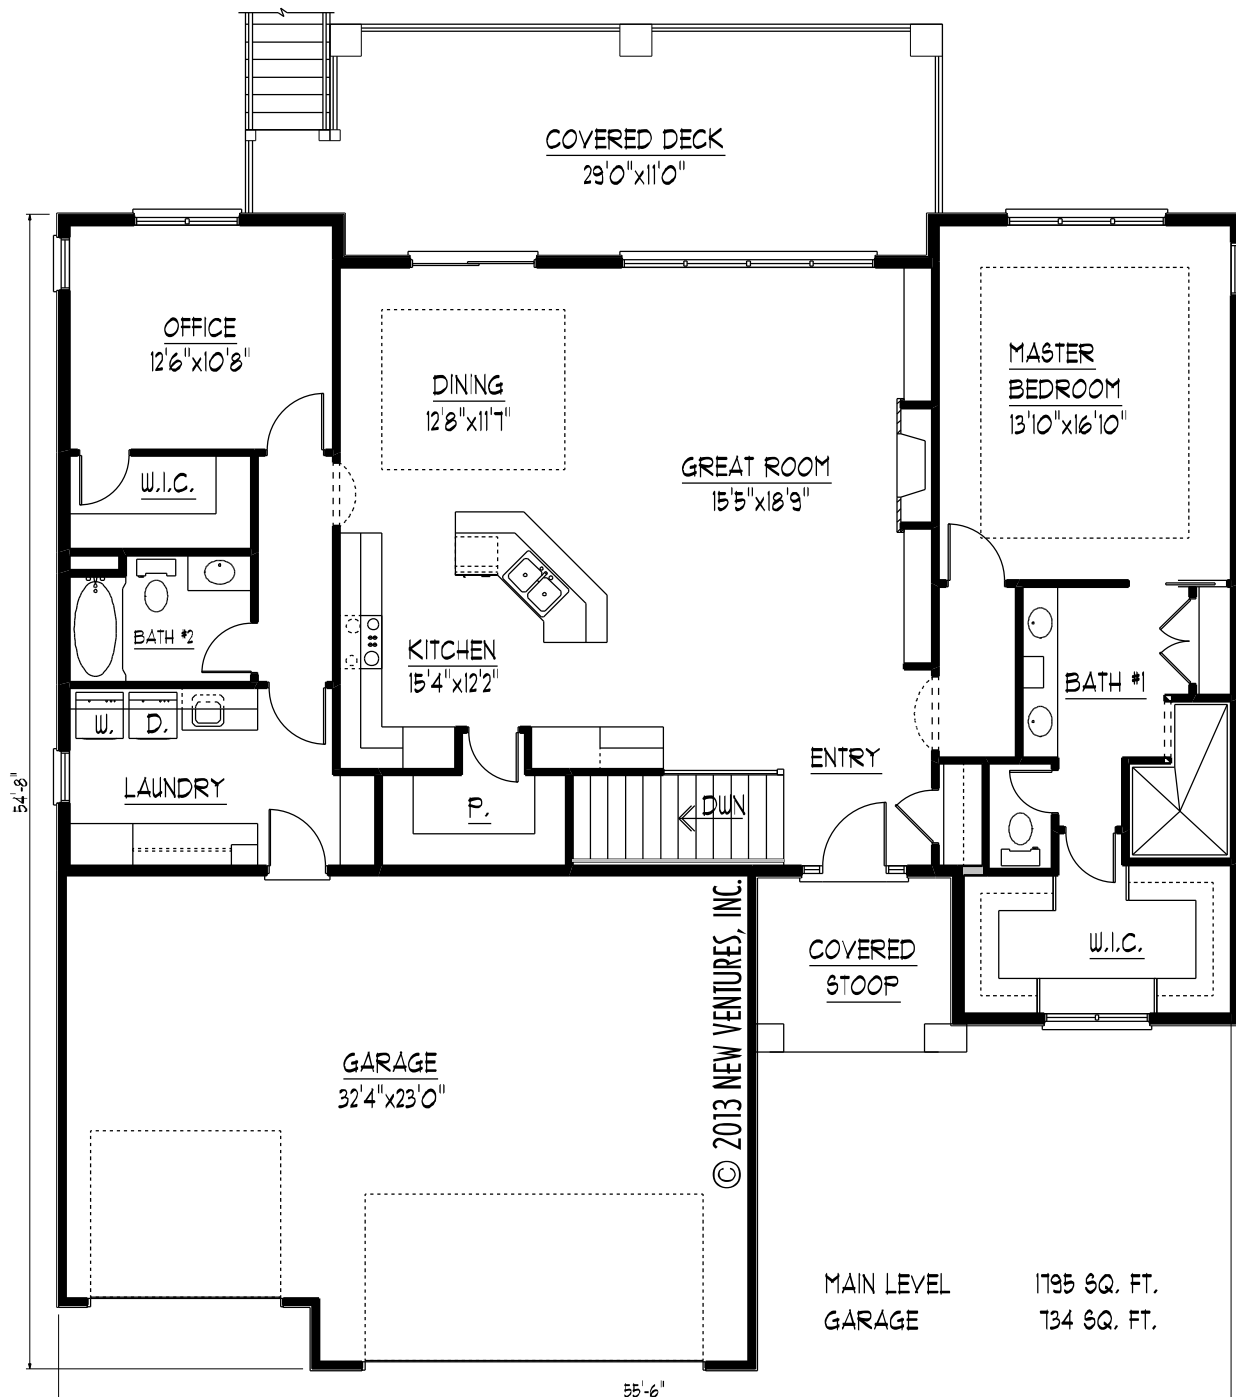 COVERED DECK
29'0"x11'0"
OFFICE
12'6"x10'8"
DINING
12'8"x11'7"
MASTER
BEDROOM
13'10"x16'10"
GREAT ROOM
15'5"x18'9"
W.I.C.
BATH #2
KITCHEN
15'4"x12'2"
BATH #1
W.
D.
LAUNDRY
P.
DWN
ENTRY
54'-8"
COVERED
STOOP
W.I.C.
© 2013 NEW VENTURES, INC.
GARAGE
32'4"x23'0"
MAIN LEVEL 1795 SQ. FT.
GARAGE 734 SQ. FT.
55'-6"